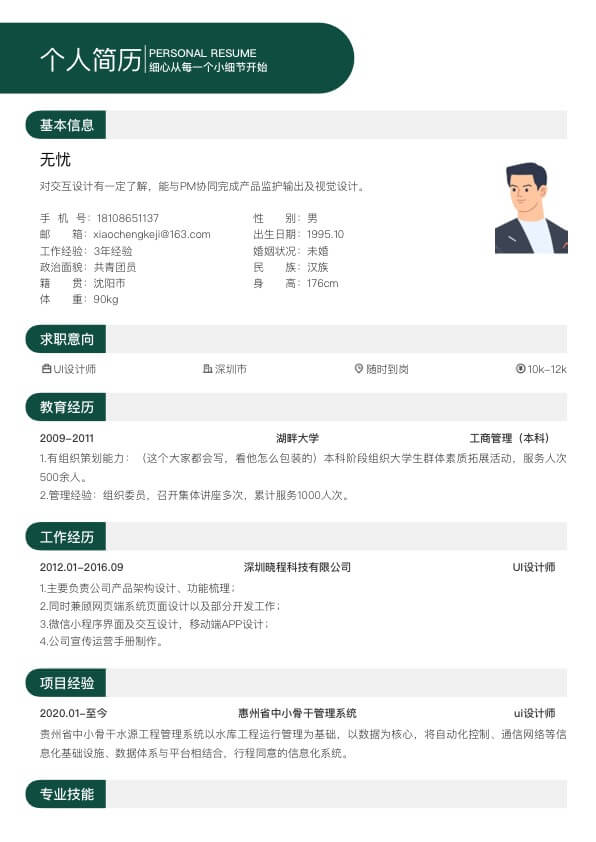 个人简历
PERSONAL RESUME
细心从每一个小细节开始
基本信息
无忧
对交互设计有一定了解，能与PM协同完成产品监护输出及视觉设计。
手 机 号：18108651137 性 别：男
邮 箱：xiaochengkeji@163.com 出生日期：1995.10
工作经验：3年经验 婚姻状况：未婚
政治面貌：共青团员 民 族：汉族
籍 贯：沈阳市 身 高：176cm
体 重：90kg
求职意向
UI设计师 深圳市 随时到岗 10k-12k
教育经历
2009-2011 湖畔大学 工商管理（本科）
1.有组织策划能力：（这个大家都会写，看他怎么包装的）本科阶段组织大学生群体素质拓展活动，服务人次
500余人。
2.管理经验：组织委员，召开集体讲座多次，累计服务1000人次。
工作经历
2012.01-2016.09 深圳晓程科技有限公司 UI设计师
1.主要负责公司产品架构设计、功能梳理；
2.同时兼顾网页端系统页面设计以及部分开发工作；
3.微信小程序界面及交互设计，移动端APP设计；
4.公司宣传运营手册制作。
项目经验
2020.01-至今 惠州省中小骨干管理系统 ui设计师
贵州省中小骨干水源工程管理系统以水库工程运行管理为基础，以数据为核心，将自动化控制、通信网络等信
息化基础设施、数据体系与平台相结合，行程同意的信息化系统。
专业技能